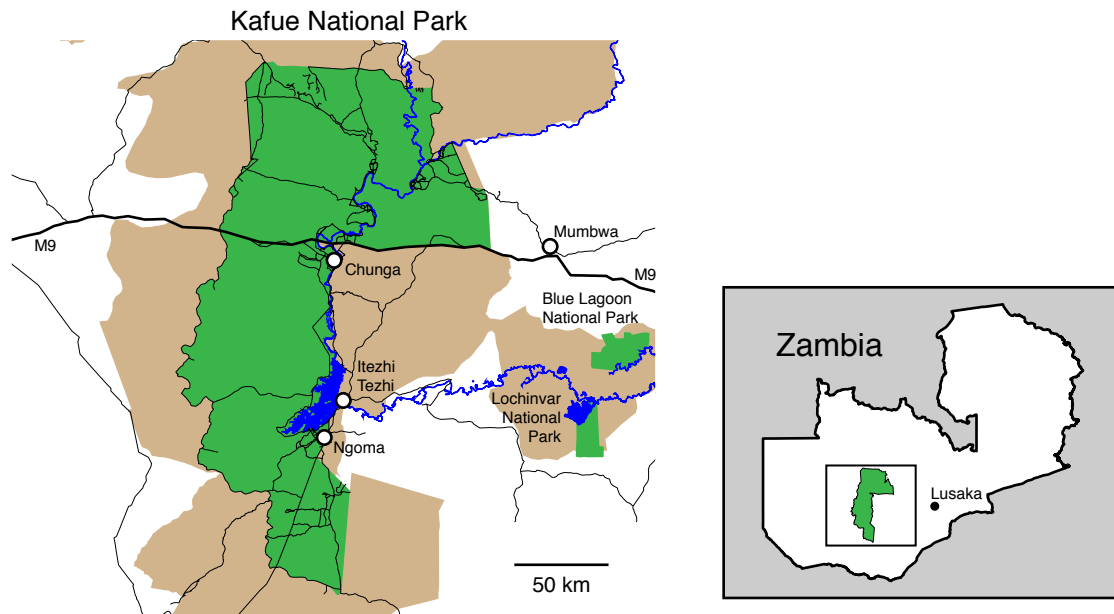 Kafue National Park
M9
Mumbwa
Chunga
M9
Blue Lagoon
National Park
Itezhi
Tezhi
Lochinvar
National
Park
Ngoma
50 km
Zambia
Lusaka